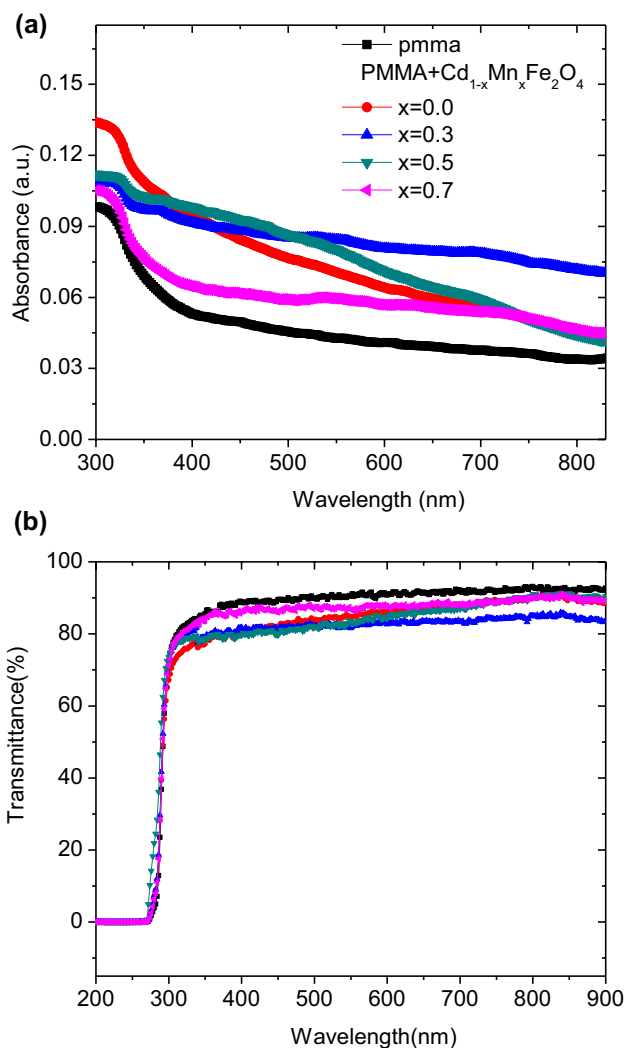 (a)
0.15
0.12
0.09
0.06
0.03
0.00
Absorbance (a.u.)
pmma
PMMA+Cd1-xMnxFe2O4
x=0.0
x=0.3
x=0.5
x=0.7
300 400 500 600 700 800
Wavelength (nm)
(b)
100
80
60
40
20
0
Transmittance(%)
200 300 400 500 600 700 800 900
Wavelength(nm)